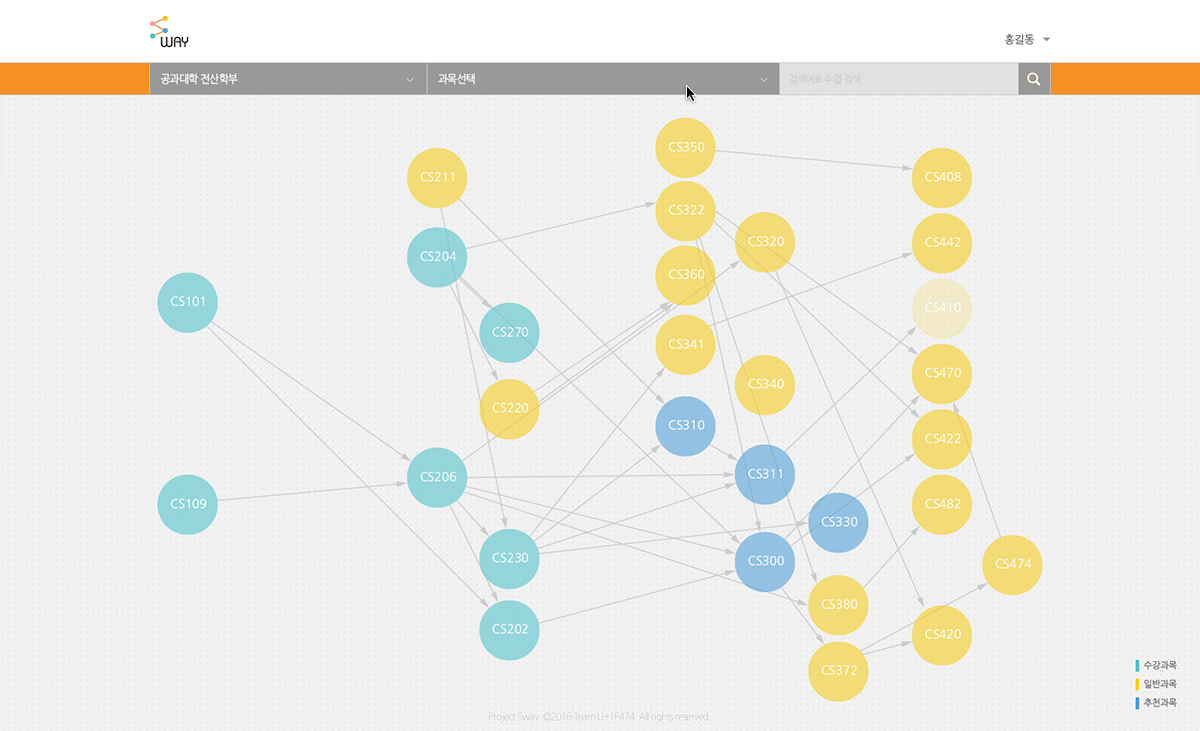 WAY
홍길동
공과대학 전산학부
과목선택
검색어로 수업 검색
CS350
CS211
CS408
CS322
CS320
CS442
CS204
CS360
CS101
CS410
CS270
CS341
CS470
CS340
CS220
CS310
CS422
CS206
CS311
CS109
CS482
CS330
CS230
CS300
CS474
CS380
CS202
CS420
CS372
수강과목
일반과목
추천과목
Project 5way. ©2016 Team U+1F474. All rights reserved.